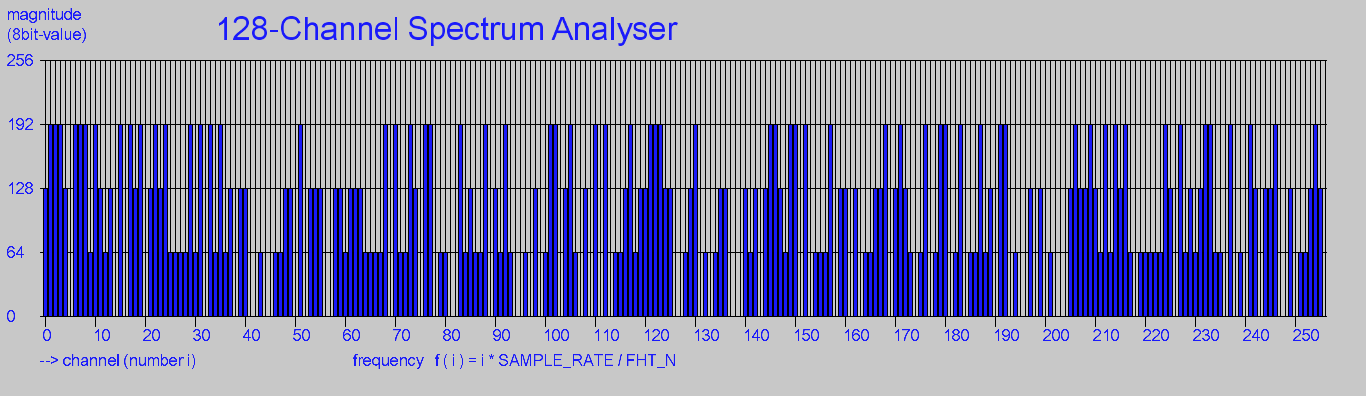 magnitude
(8bit-value)
128-Channel Spectrum Analyser
256
192
128
64
0
0 10 20 30 40 50 60 70 80 90 100 110 120 130 140 150 160 170 180 190 200 210 220 230 240 250
--> channel (number i) frequency f ( i ) = i * SAMPLE_RATE / FHT_N